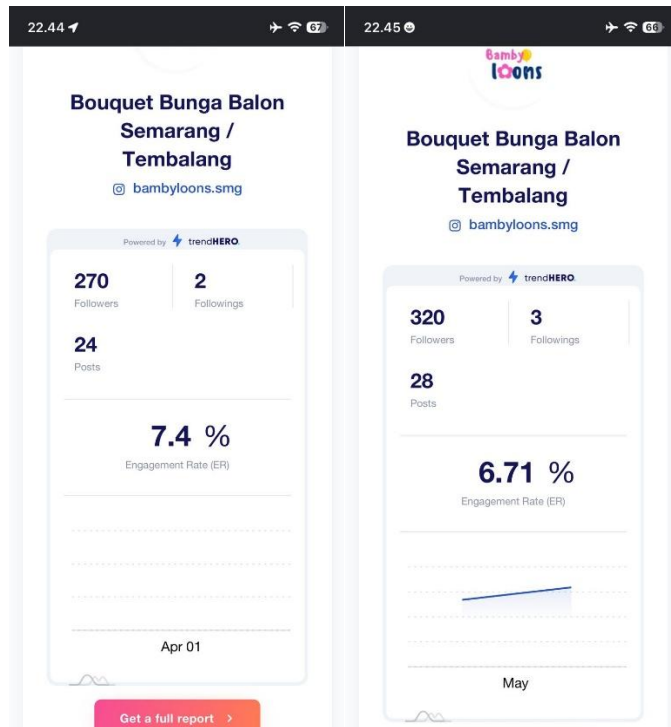 22.44
67
Bouquet Bunga Balon
Semarang /
Tembalang
bambyloons.smg
Powered by trendHERO.
270
Followers
2
Followings
24
Posts
7.4 %
Engagement Rate (ER)
Apr 01
Get a full report >
22.45
66
Bamby
loons
Bouquet Bunga Balon
Semarang /
Tembalang
bambyloons.smg
Powered by trendHERO.
320
Followers
3
Followings
28
Posts
6.71 %
Engagement Rate (ER)
May